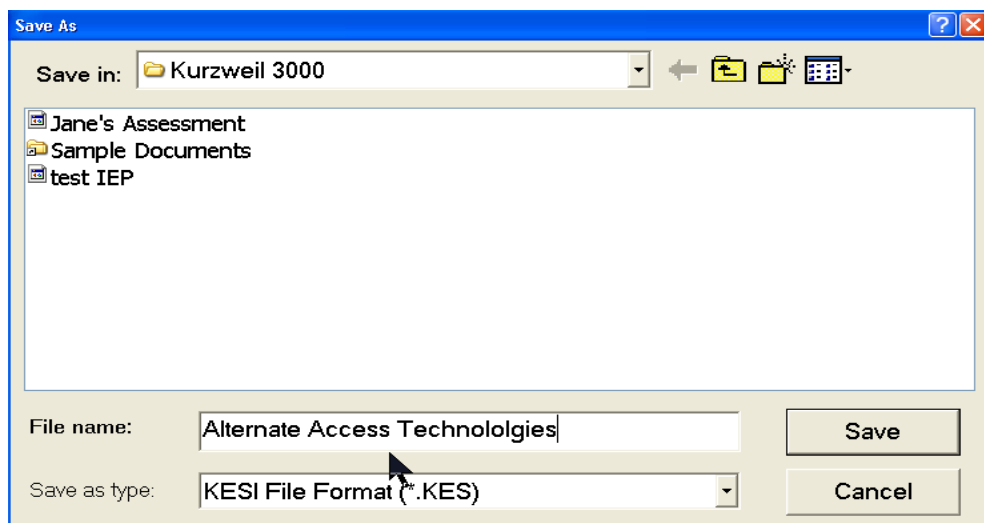 Save As
Save in: Kurzweil 3000
Jane's Assessment
Sample Documents
test IEP
File name: Alternate Access Technololgies Save
Save as type: KESI File Format (*.KES) Cancel